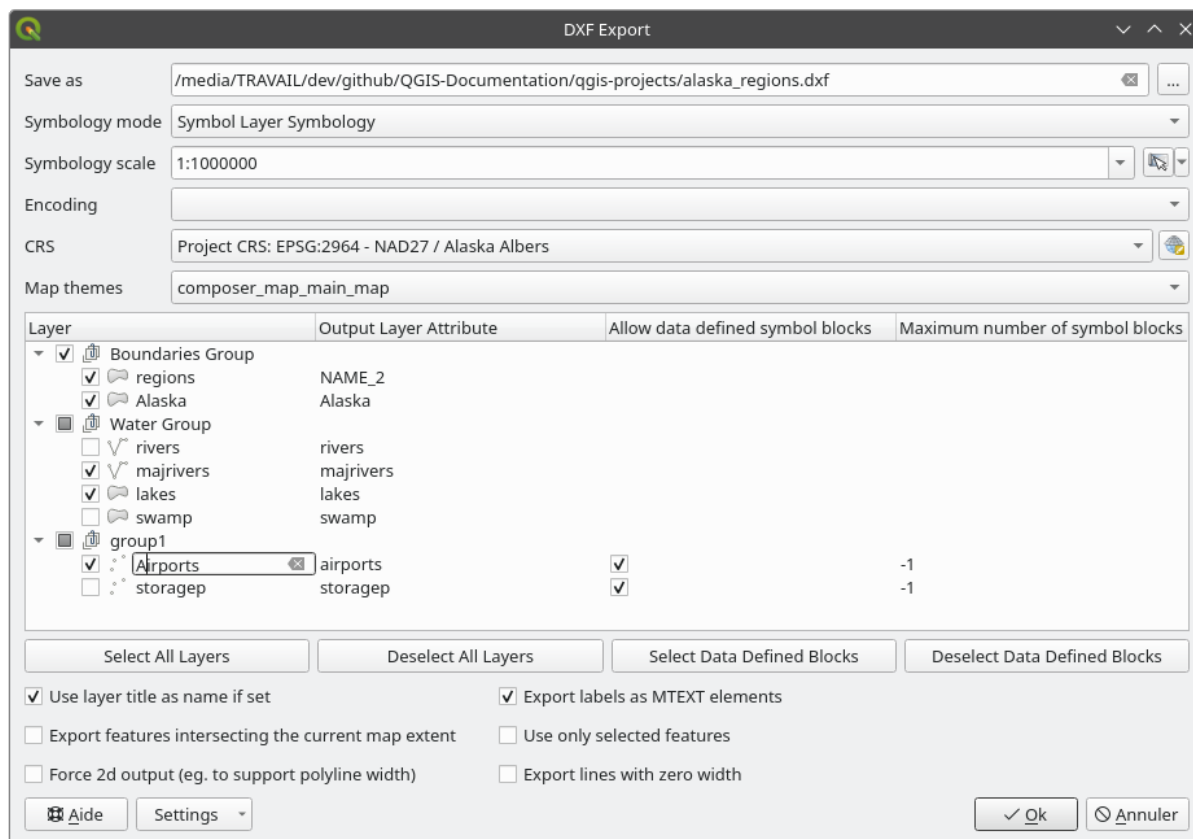 DXF Export
Save as /media/TRAVAIL/dev/github/QGIS-Documentation/qgis-projects/alaska_regions.dxf ...
Symbology mode Symbol Layer Symbology
Symbology scale 1:1000000
Encoding
CRS Project CRS: EPSG:2964 - NAD27 / Alaska Albers
Map themes composer_map_main_map
Layer Output Layer Attribute Allow data defined symbol blocks Maximum number of symbol blocks
Boundaries Group
regions NAME_2
Alaska Alaska
Water Group
rivers rivers
majrivers majrivers
lakes lakes
swamp swamp
group1
Airports airports -1
storagep storagep -1
Select All Layers Deselect All Layers Select Data Defined Blocks Deselect Data Defined Blocks
Use layer title as name if set Export labels as MTEXT elements
Export features intersecting the current map extent Use only selected features
Force 2d output (eg. to support polyline width) Export lines with zero width
Aide Settings Ok Annuler